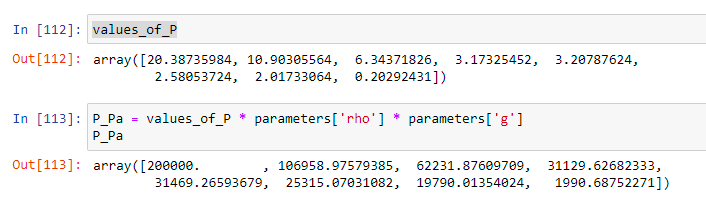 In [112]: values_of_P
Out[112]: array([20.38735984, 10.90305564, 6.34371826, 3.17325452, 3.20787624,
2.58053724, 2.01733064, 0.20292431])
In [113]: P_Pa = values_of_P * parameters['rho'] * parameters['g']
P_Pa
Out[113]: array([200000. , 106958.97579385, 62231.87609709, 31129.62682333,
31469.26593679, 25315.07031082, 19790.01354024, 1990.68752271])